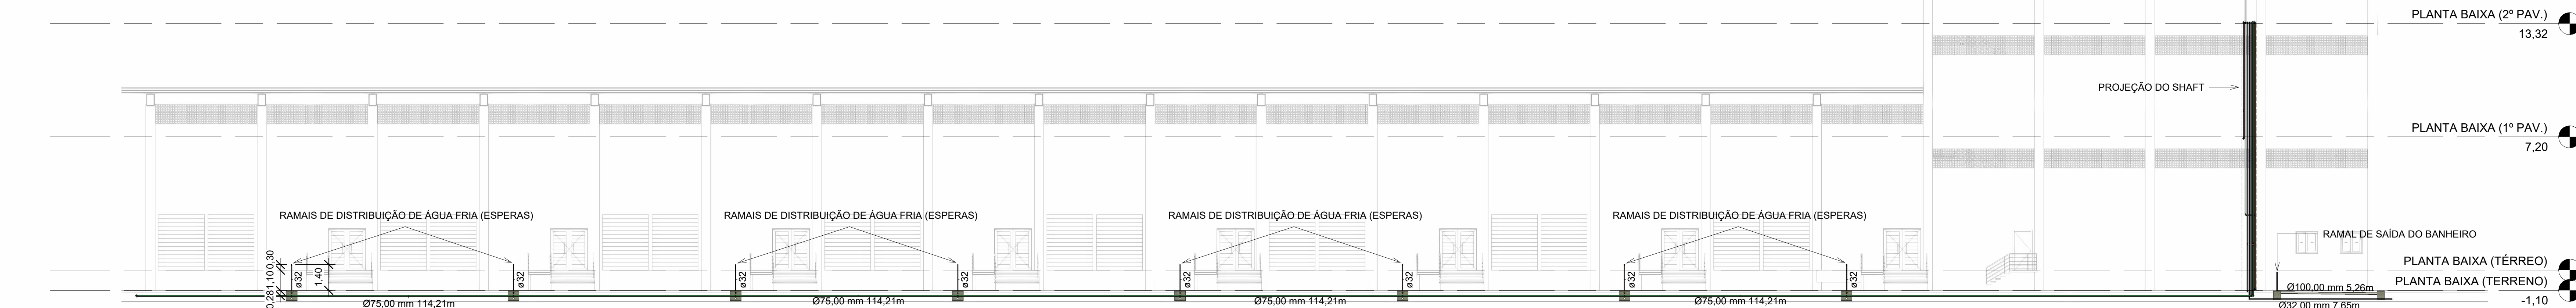 PLANTA BAIXA (2º PAV.)
13,32
PROJEÇÃO DO SHAFT
PLANTA BAIXA (1º PAV.)
7,20
RAMAIS DE DISTRIBUIÇÃO DE ÁGUA FRIA (ESPERAS)
RAMAIS DE DISTRIBUIÇÃO DE ÁGUA FRIA (ESPERAS)
RAMAIS DE DISTRIBUIÇÃO DE ÁGUA FRIA (ESPERAS)
RAMAIS DE DISTRIBUIÇÃO DE ÁGUA FRIA (ESPERAS)
RAMAL DE SAÍDA DO BANHEIRO
0,30
1,10
0,28
1,40
ø32
ø32
ø32
ø32
ø32
ø32
ø32
ø32
PLANTA BAIXA (TÉRREO)
PLANTA BAIXA (TERRENO)
-1,10
Ø75,00 mm 114,21m
Ø75,00 mm 114,21m
Ø75,00 mm 114,21m
Ø75,00 mm 114,21m
Ø100,00 mm 5,26m
Ø32,00 mm 7,65m